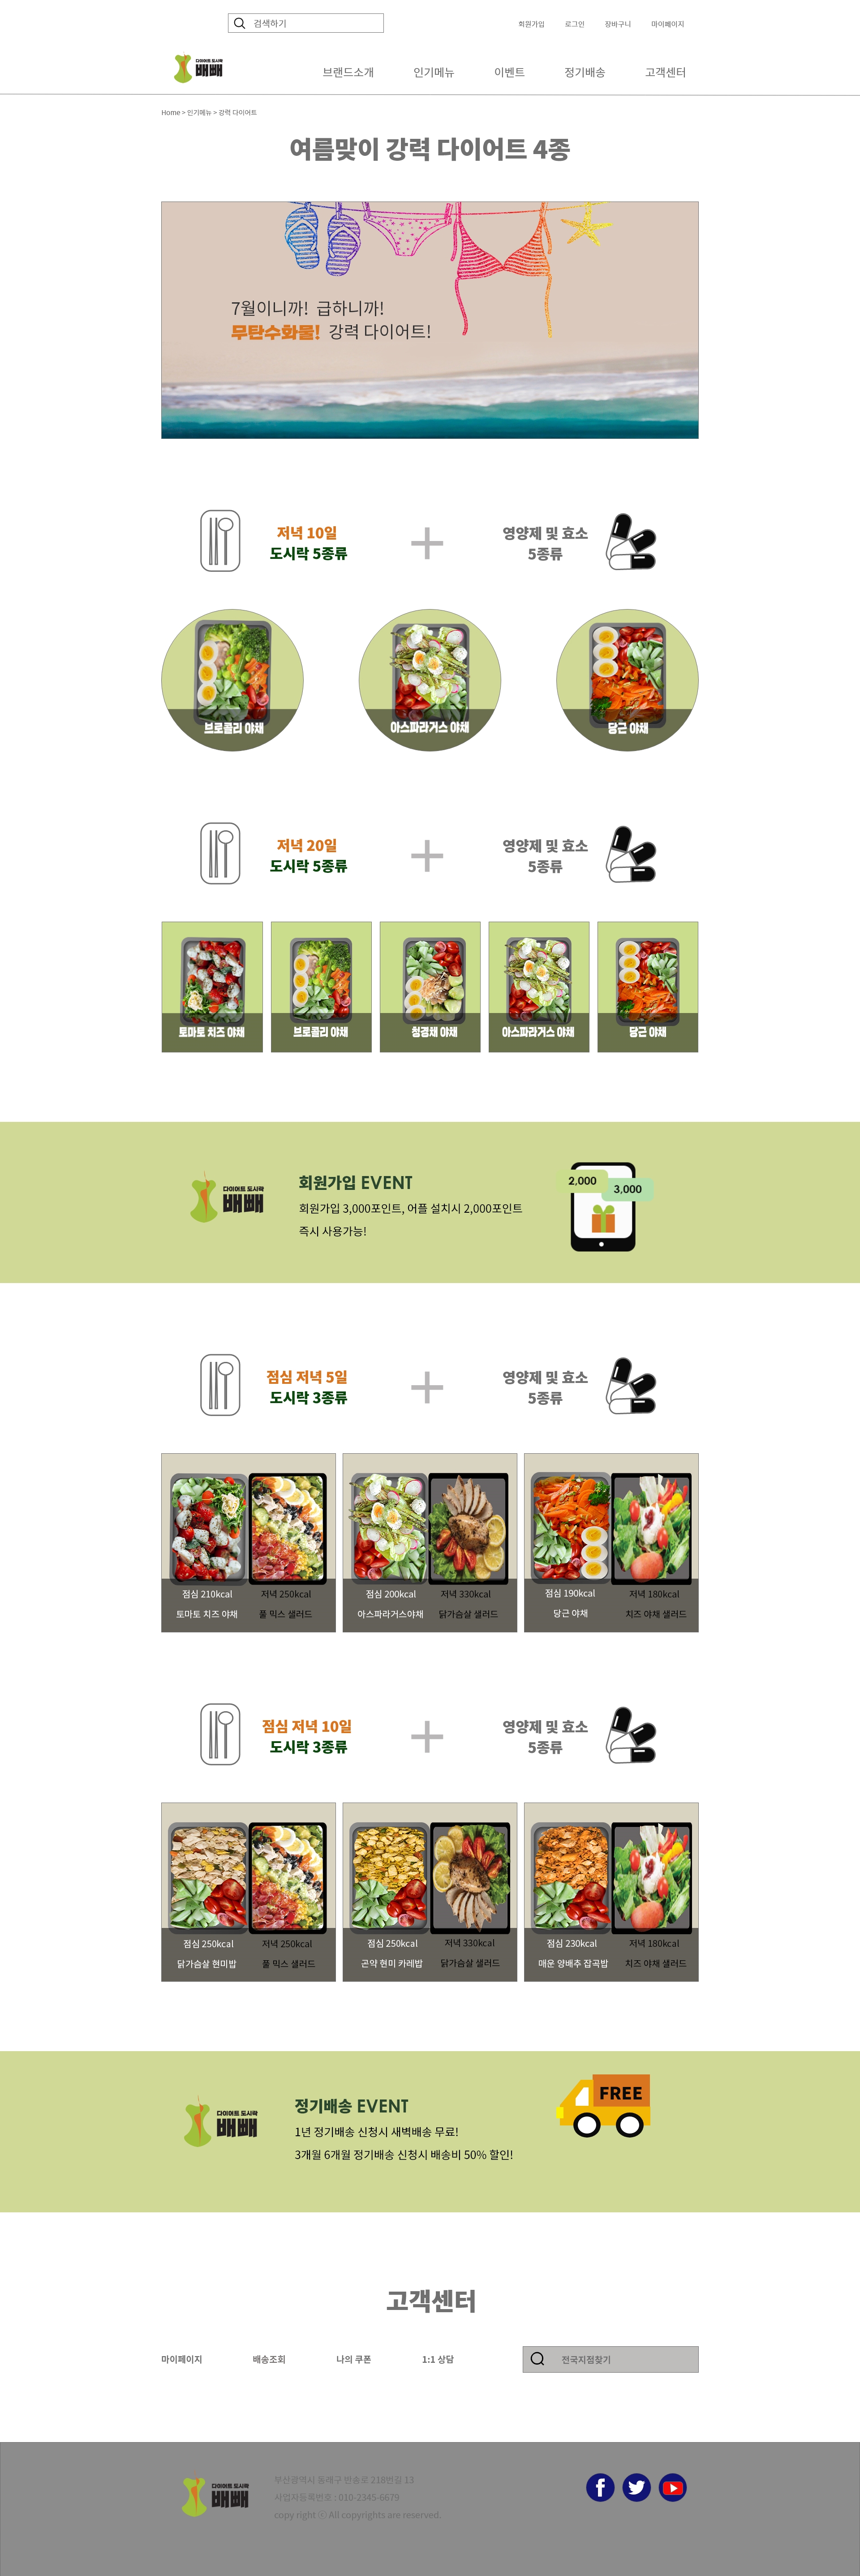 검색하기
회원가입 로그인 장바구니 마이페이지
다이어트 도시락
빼빼
브랜드소개 인기메뉴 이벤트 정기배송 고객센터
Home > 인기메뉴 > 강력 다이어트
여름맞이 강력 다이어트 4종
7월이니까! 급하니까!
무탄수화물! 강력 다이어트!
저녁 10일
도시락 5종류
영양제 및 효소
5종류
브로콜리 야채
아스파라거스 야채
당근 야채
저녁 20일
도시락 5종류
영양제 및 효소
5종류
토마토 치즈 야채
브로콜리 야채
청경채 야채
아스파라거스 야채
당근 야채
다이어트 도시락
빼빼
회원가입 EVENT
회원가입 3,000포인트, 어플 설치시 2,000포인트
즉시 사용가능!
2,000
3,000
점심 저녁 5일
도시락 3종류
영양제 및 효소
5종류
점심 210kcal 저녁 250kcal
토마토 치즈 야채 풀 믹스 샐러드
점심 200kcal 저녁 330kcal
아스파라거스야채 닭가슴살 샐러드
점심 190kcal 저녁 180kcal
당근 야채 치즈 야채 샐러드
점심 저녁 10일
도시락 3종류
영양제 및 효소
5종류
점심 250kcal 저녁 250kcal
닭가슴살 현미밥 풀 믹스 샐러드
점심 250kcal 저녁 330kcal
곤약 현미 카레밥 닭가슴살 샐러드
점심 230kcal 저녁 180kcal
매운 양배추 잡곡밥 치즈 야채 샐러드
다이어트 도시락
빼빼
정기배송 EVENT
1년 정기배송 신청시 새벽배송 무료!
3개월 6개월 정기배송 신청시 배송비 50% 할인!
FREE
고객센터
마이페이지 배송조회 나의 쿠폰 1:1 상담
전국지점찾기
다이어트 도시락
빼빼
부산광역시 동래구 반송로 218번길 13
사업자등록번호 : 010-2345-6679
copy right ⓒ All copyrights are reserved.